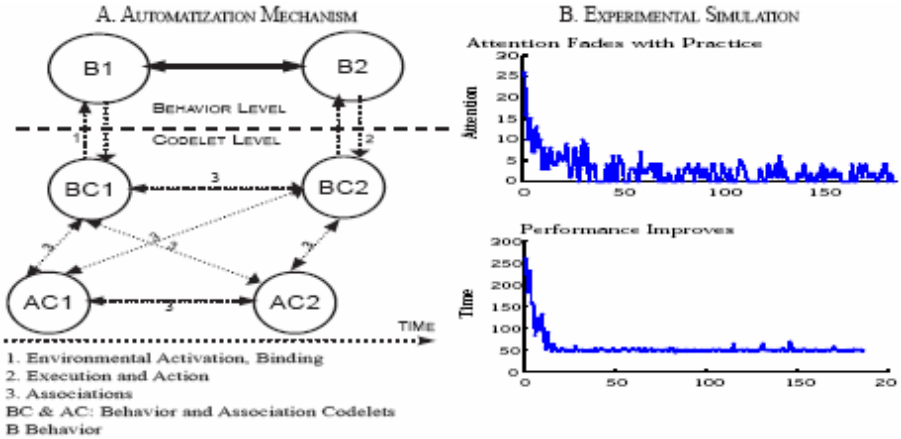 A. AUTOMATIZATION MECHANISM
B1
B2
BEHAVIOR LEVEL
1
2
CODELET LEVEL
BC1
3
BC2
3
3
3
3
AC1
3
AC2
TIME
1. Environmental Activation, Binding
2. Execution and Action
3. Associations
BC & AC: Behavior and Association Codelets
B Behavior
B. EXPERIMENTAL SIMULATION
Attention Fades with Practice
Attention
30
25
20
15
10
5
0
0
50
100
150
Performance Improves
Time
300
250
200
150
100
50
0
0
50
100
150
20